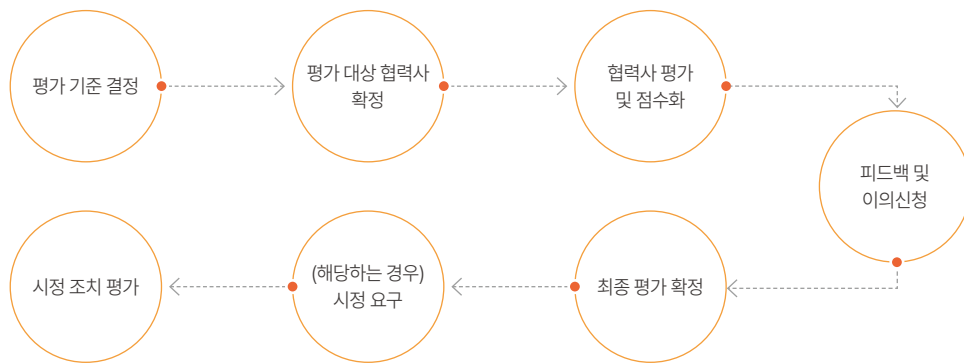 평가 기준 결정
평가 대상 협력사
확정
협력사 평가
및 점수화
피드백 및
이의신청
최종 평가 확정
(해당하는 경우)
시정 요구
시정 조치 평가